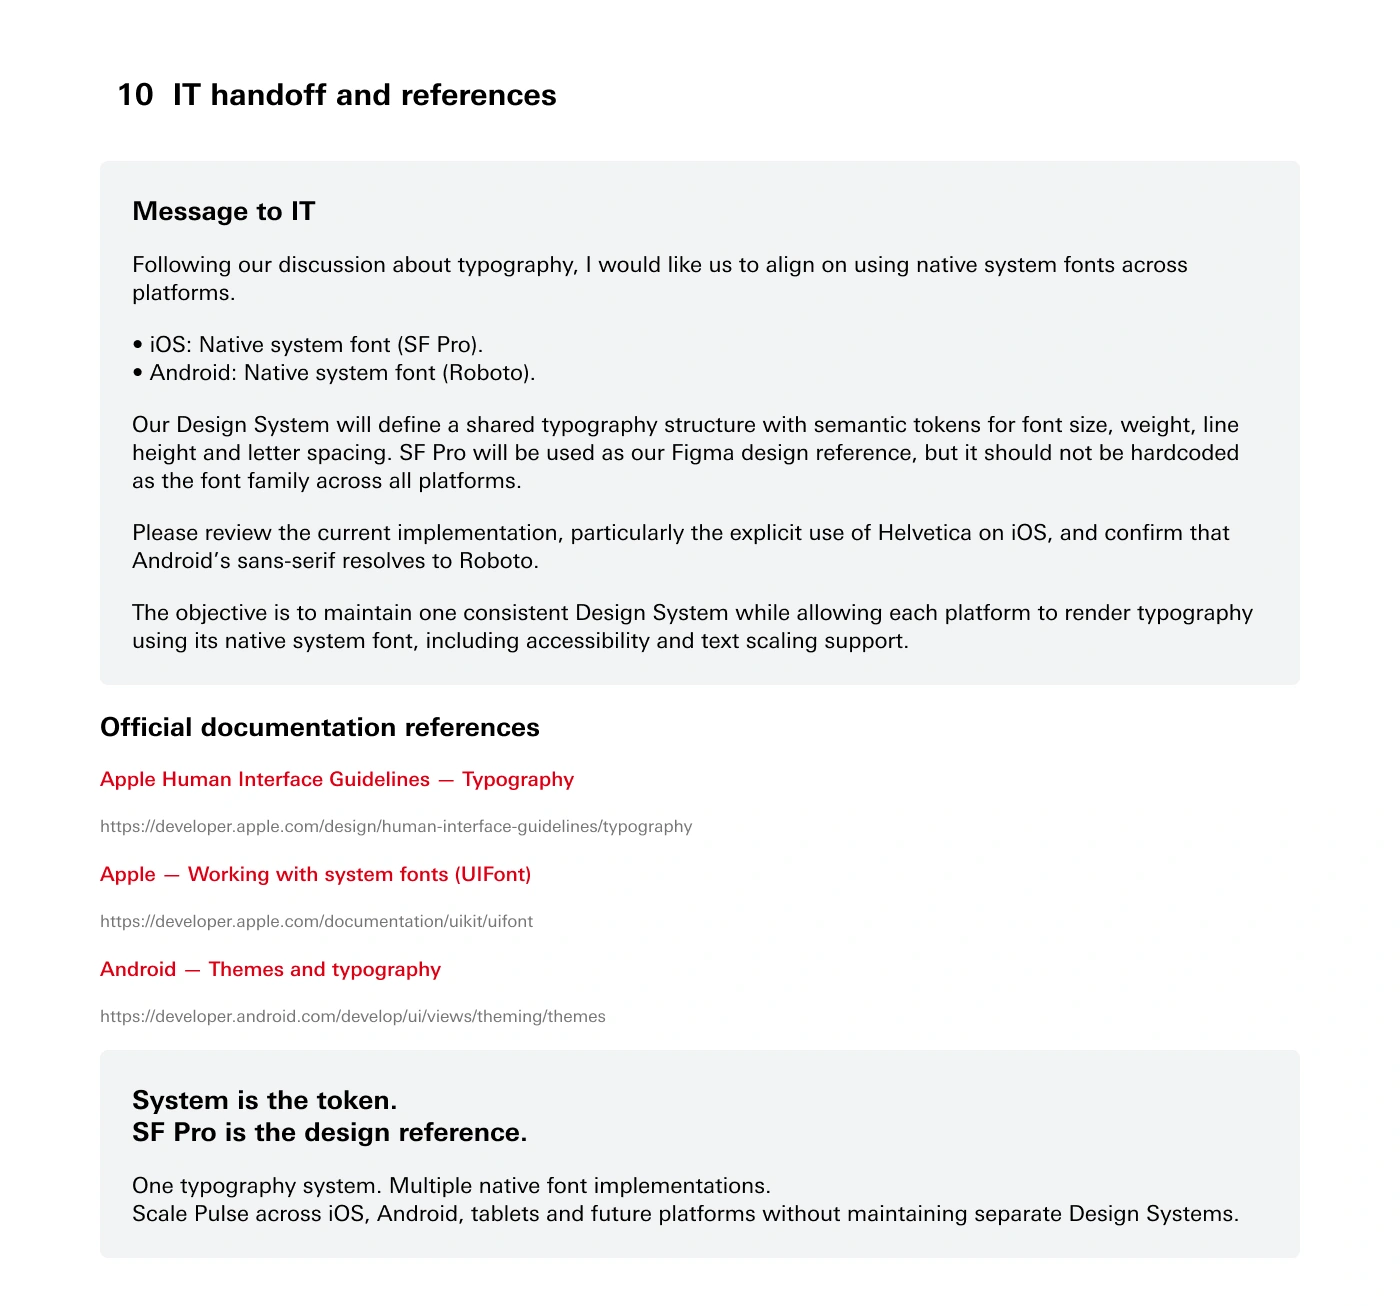 10 IT handoff and references
Message to IT
Following our discussion about typography, I would like us to align on using native system fonts across
platforms.
• iOS: Native system font (SF Pro).
• Android: Native system font (Roboto).
Our Design System will define a shared typography structure with semantic tokens for font size, weight, line
height and letter spacing. SF Pro will be used as our Figma design reference, but it should not be hardcoded
as the font family across all platforms.
Please review the current implementation, particularly the explicit use of Helvetica on iOS, and confirm that
Android’s sans-serif resolves to Roboto.
The objective is to maintain one consistent Design System while allowing each platform to render typography
using its native system font, including accessibility and text scaling support.
Official documentation references
Apple Human Interface Guidelines — Typography
https://developer.apple.com/design/human-interface-guidelines/typography
Apple — Working with system fonts (UIFont)
https://developer.apple.com/documentation/uikit/uifont
Android — Themes and typography
https://developer.android.com/develop/ui/views/theming/themes
System is the token.
SF Pro is the design reference.
One typography system. Multiple native font implementations.
Scale Pulse across iOS, Android, tablets and future platforms without maintaining separate Design Systems.